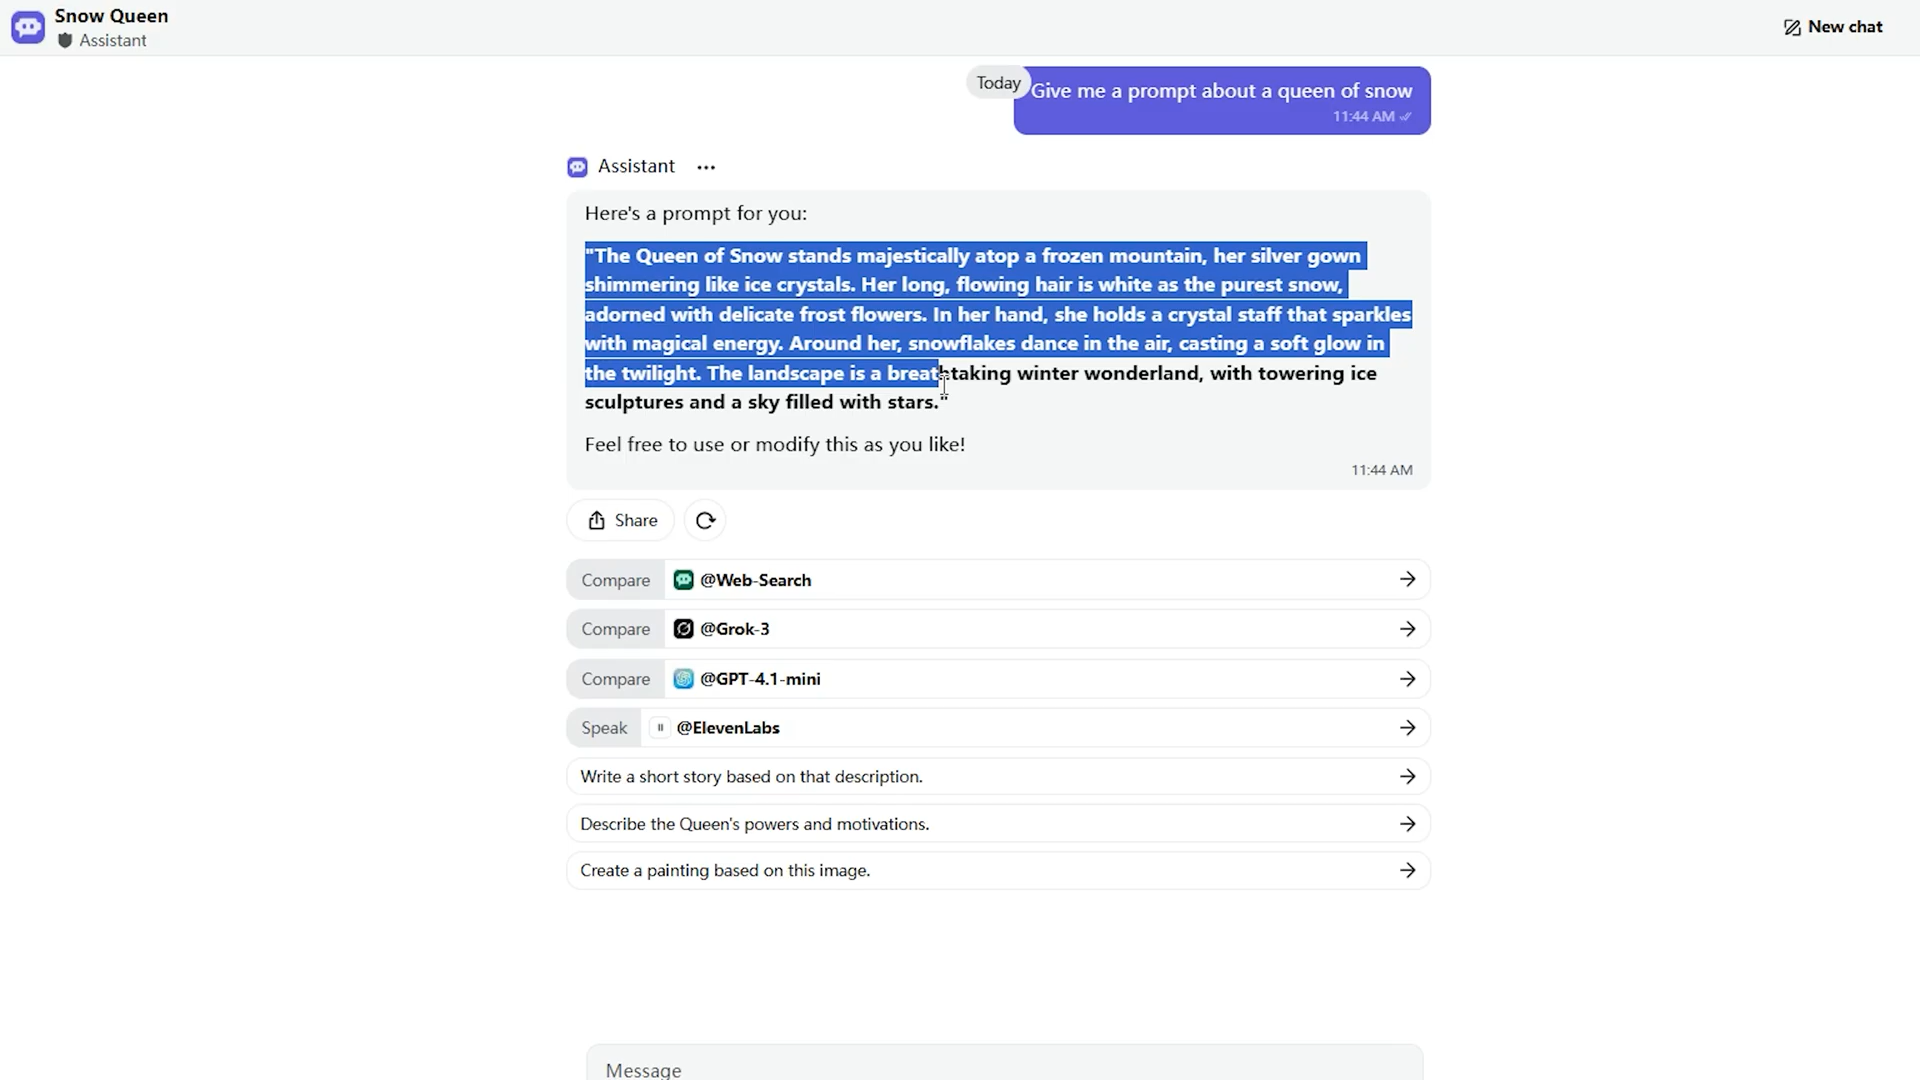 Snow Queen
Assistant
New chat
Today
Give me a prompt about a queen of snow
11:44 AM
Assistant
Here's a prompt for you:
"The Queen of Snow stands majestically atop a frozen mountain, her silver gown
shimmering like ice crystals. Her long, flowing hair is white as the purest snow,
adorned with delicate frost flowers. In her hand, she holds a crystal staff that sparkles
with magical energy. Around her, snowflakes dance in the air, casting a soft glow in
the twilight. The landscape is a breathtaking winter wonderland, with towering ice
sculptures and a sky filled with stars."
Feel free to use or modify this as you like!
11:44 AM
Share
Compare @Web-Search
Compare @Grok-3
Compare @GPT-4.1-mini
Speak @ElevenLabs
Write a short story based on that description.
Describe the Queen's powers and motivations.
Create a painting based on this image.
Message